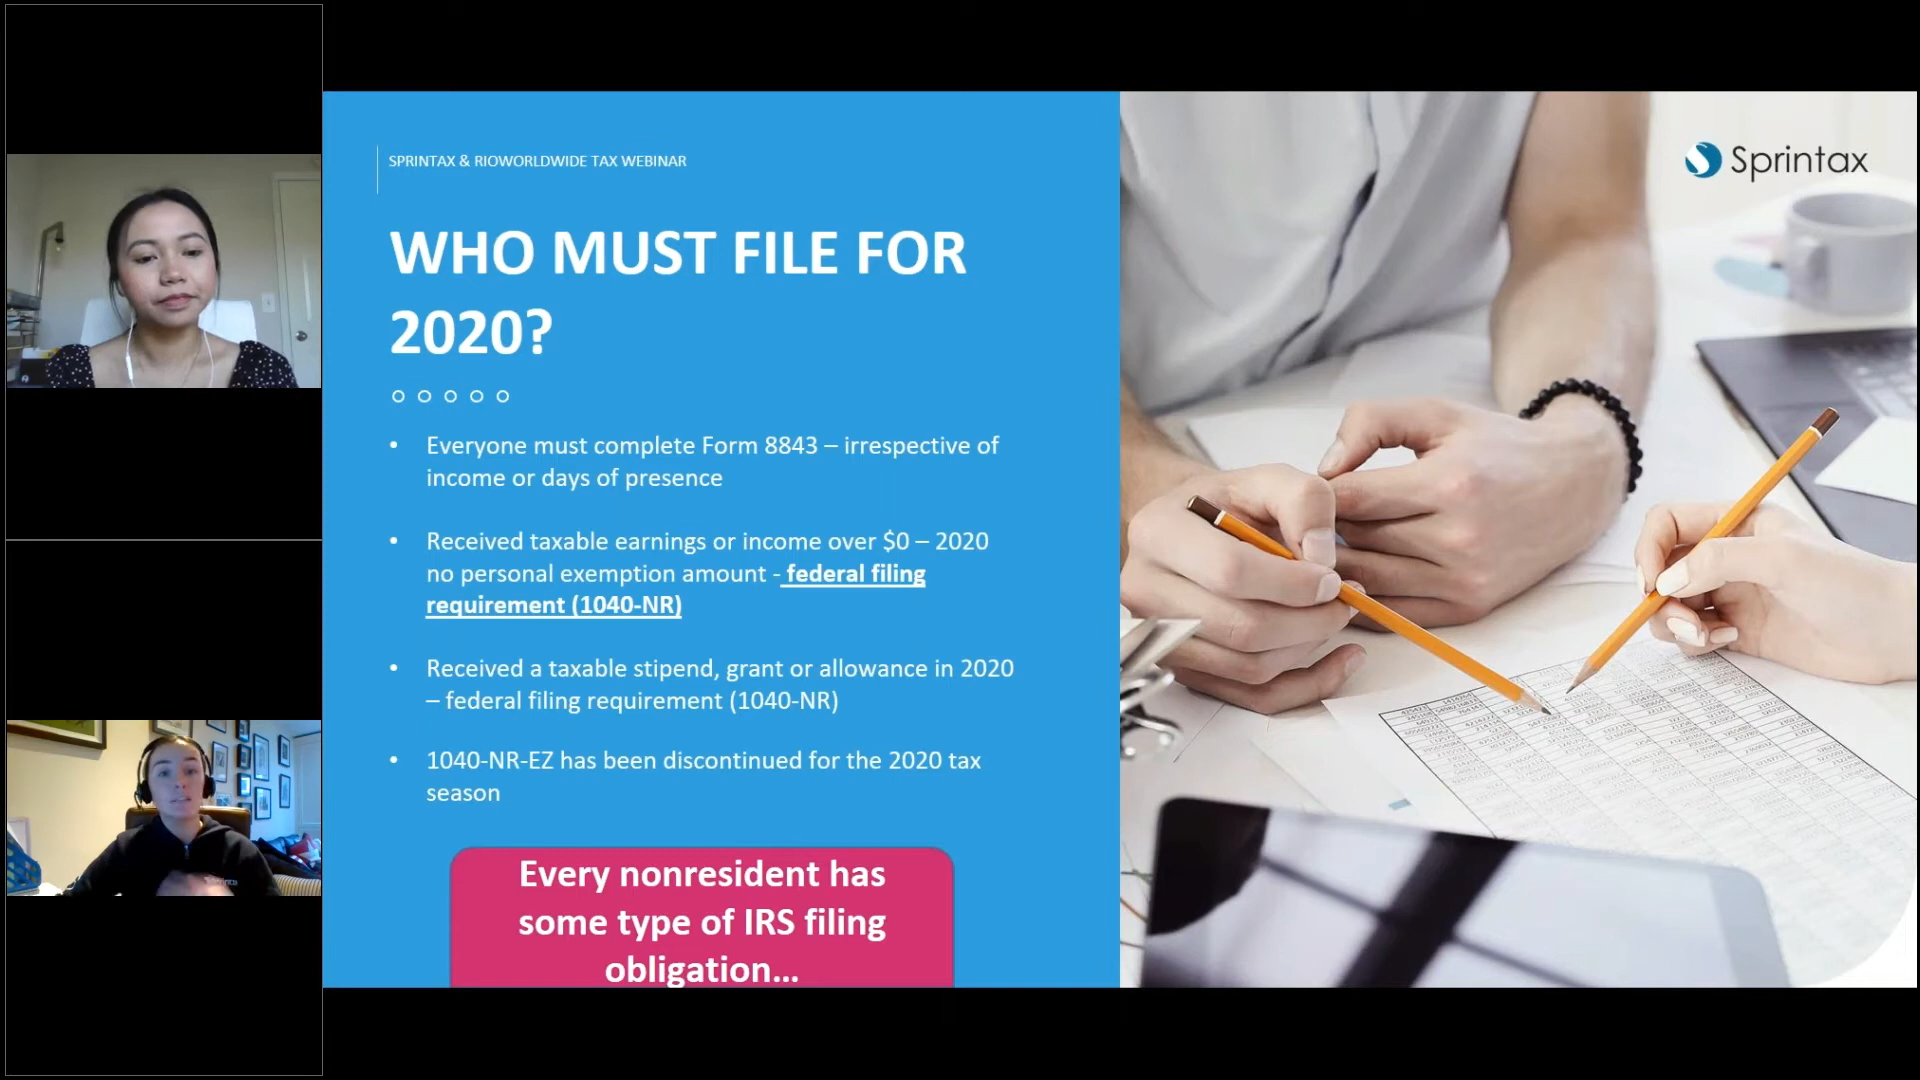 SPRINTAX & RIOWORLDWIDE TAX WEBINAR
Sprintax
WHO MUST FILE FOR
2020?
• Everyone must complete Form 8843 – irrespective of
income or days of presence
• Received taxable earnings or income over $0 – 2020
no personal exemption amount - federal filing
requirement (1040-NR)
• Received a taxable stipend, grant or allowance in 2020
– federal filing requirement (1040-NR)
• 1040-NR-EZ has been discontinued for the 2020 tax
season
Every nonresident has
some type of IRS filing
obligation...